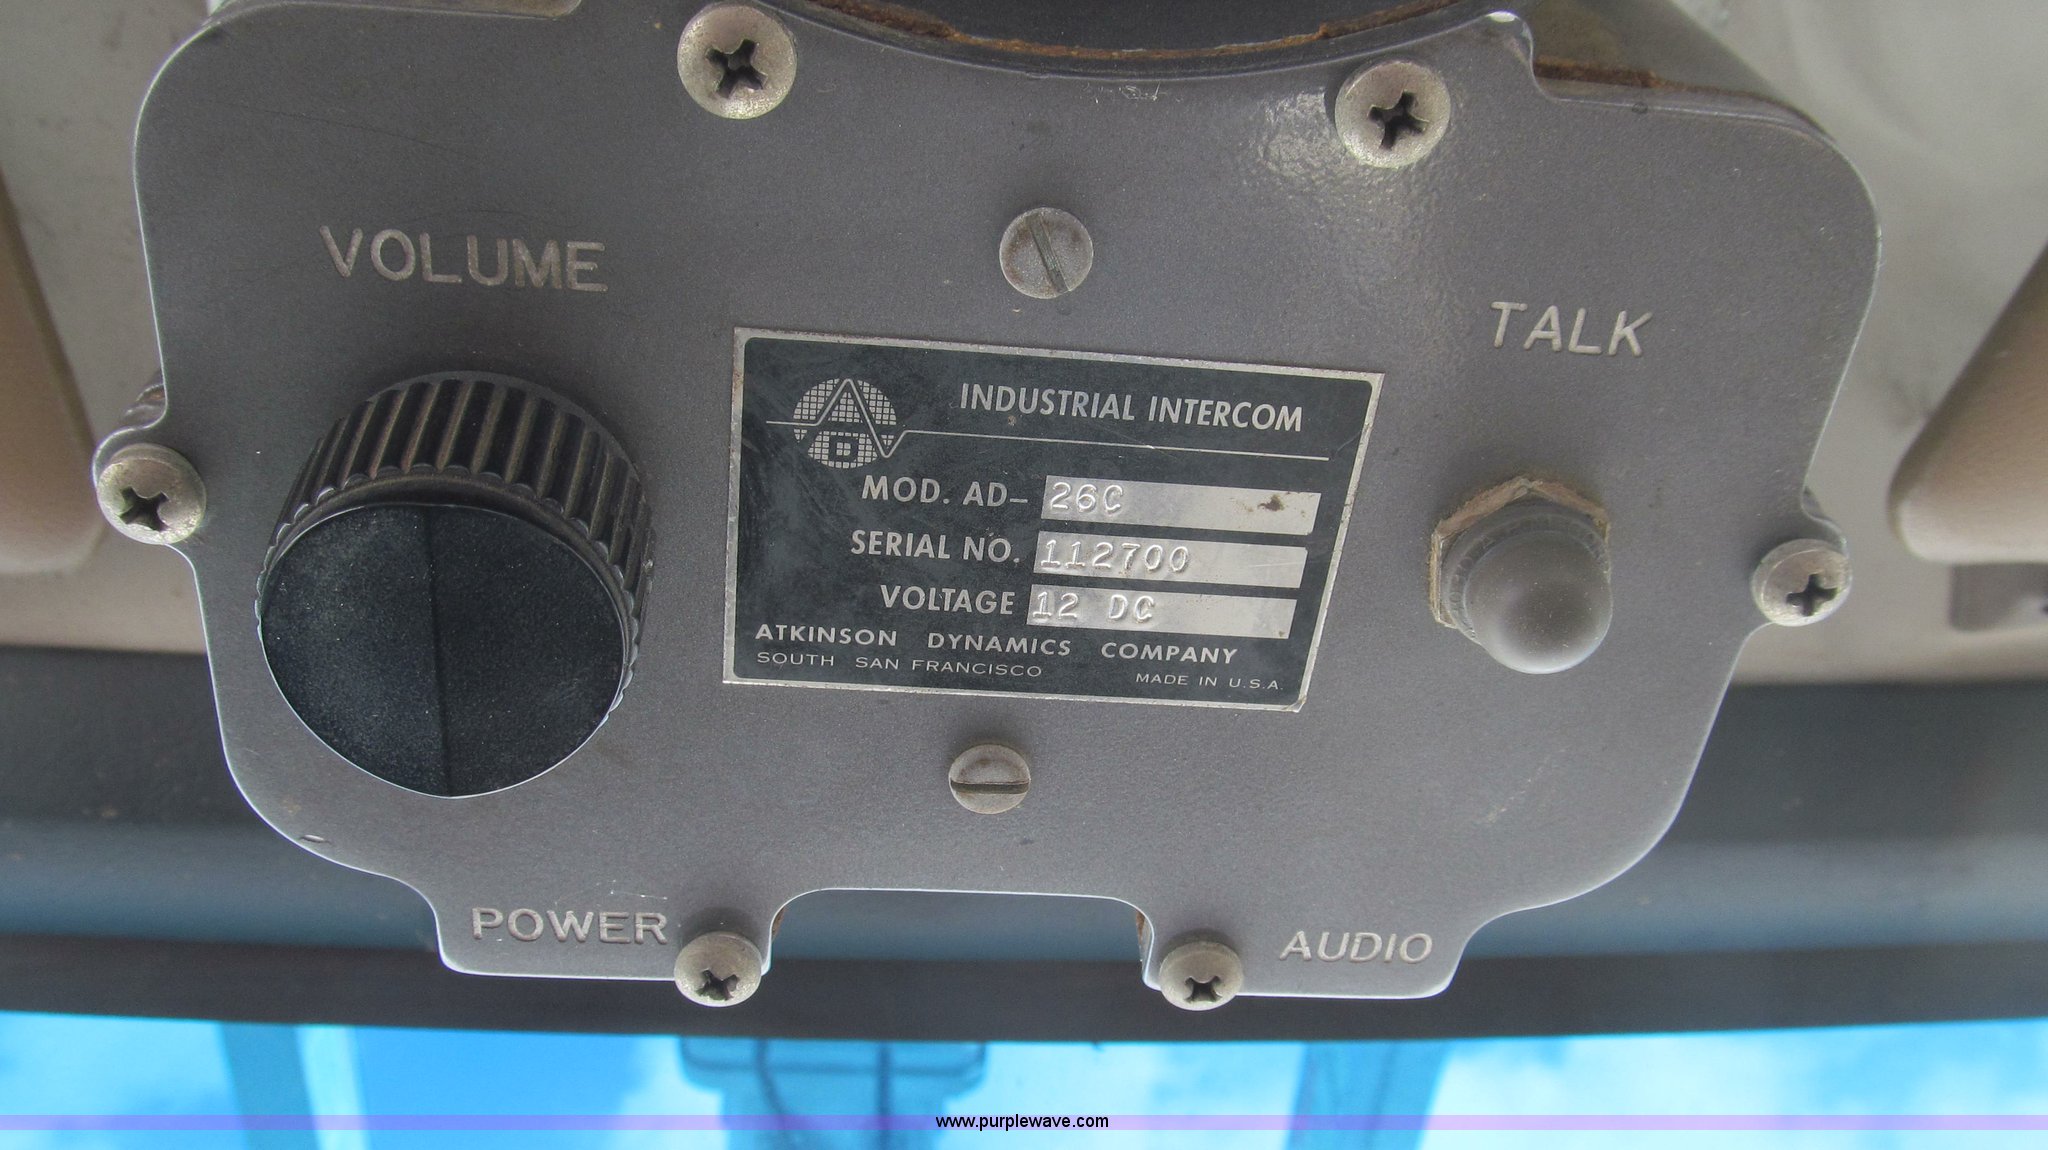 VOLUME
TALK
INDUSTRIAL INTERCOM
A
D
MOD. AD- 26C
SERIAL NO. 112700
VOLTAGE 12 DC
ATKINSON DYNAMICS COMPANY
SOUTH SAN FRANCISCO MADE IN U.S.A.
POWER
AUDIO
www.purplewave.com